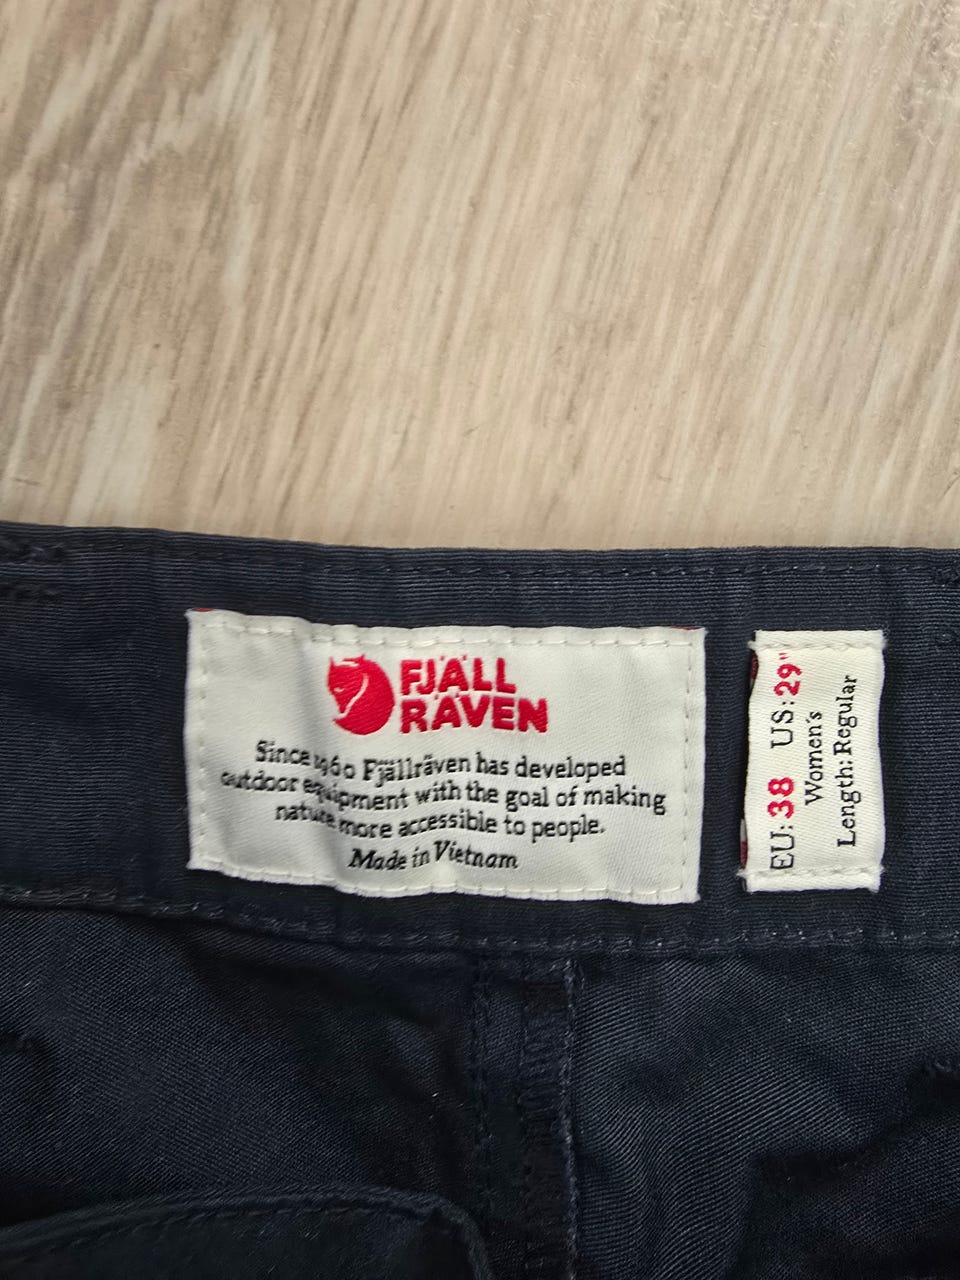 FJÄLL
RÄVEN
Since 1960 Fjällräven has developed
outdoor equipment with the goal of making
nature more accessible to people.
Made in Vietnam
EU: 38 US: 29"
Women's
Length: Regular